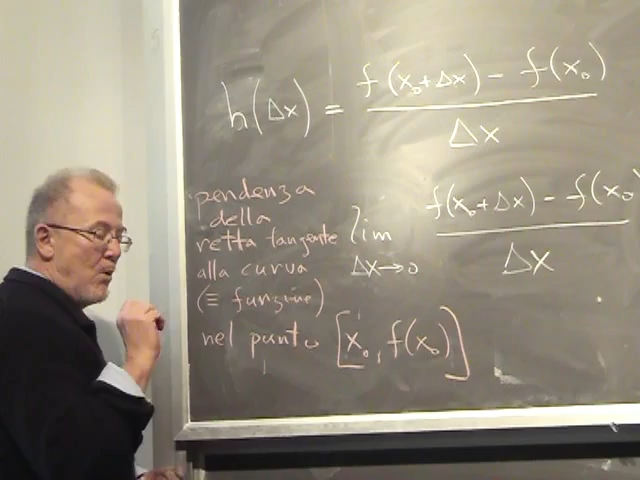 h(Δx) = f(x₀+Δx) − f(x₀) / Δx
pendenza
della
retta tangente
alla curva
(≡ funzione)
nel punto [x₀, f(x₀)]
lim Δx→0 f(x₀+Δx) − f(x₀) / Δx